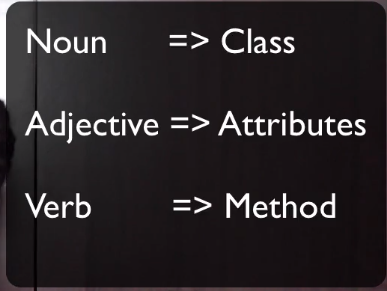 Noun => Class
Adjective => Attributes
Verb => Method